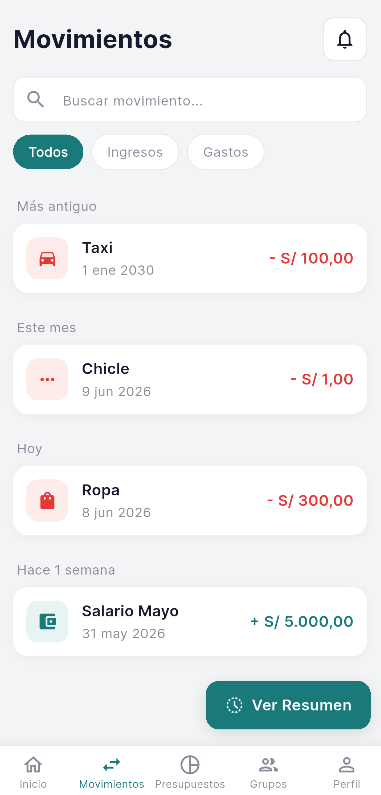 Movimientos
Buscar movimiento...
Todos
Ingresos
Gastos
Más antiguo
Taxi
- S/ 100,00
1 ene 2030
Este mes
Chicle
- S/ 1,00
9 jun 2026
Hoy
Ropa
- S/ 300,00
8 jun 2026
Hace 1 semana
Salario Mayo
+ S/ 5.000,00
31 may 2026
Ver Resumen
Inicio
Movimientos
Presupuestos
Grupos
Perfil